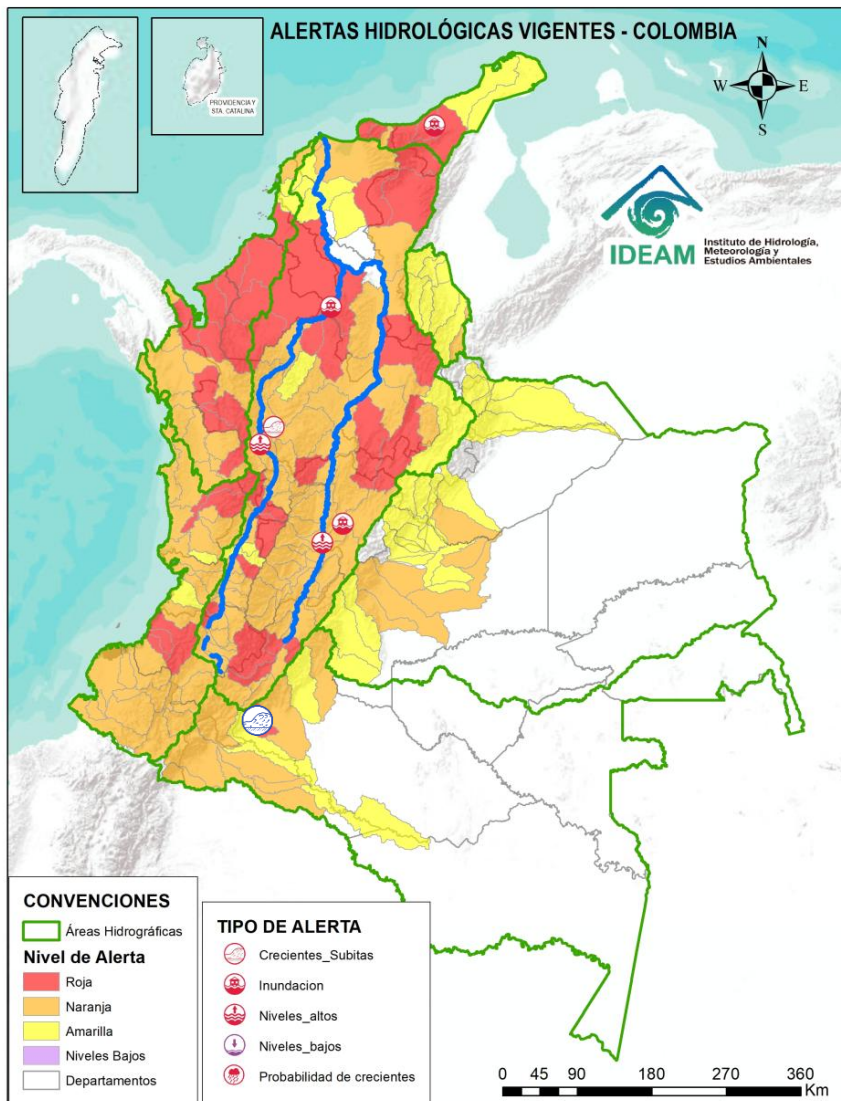 ALERTAS HIDROLÓGICAS VIGENTES - COLOMBIA
PROVIDENCIA Y
STA. CATALINA
N
W
E
S
IDEAM
Instituto de Hidrología,
Meteorología y
Estudios Ambientales
CONVENCIONES
Áreas Hidrográficas
Nivel de Alerta
Roja
Naranja
Amarilla
Niveles Bajos
Departamentos
TIPO DE ALERTA
Crecientes_Subitas
Inundacion
Niveles_altos
Niveles_bajos
Probabilidad de crecientes
0 45 90 180 270 360
Km